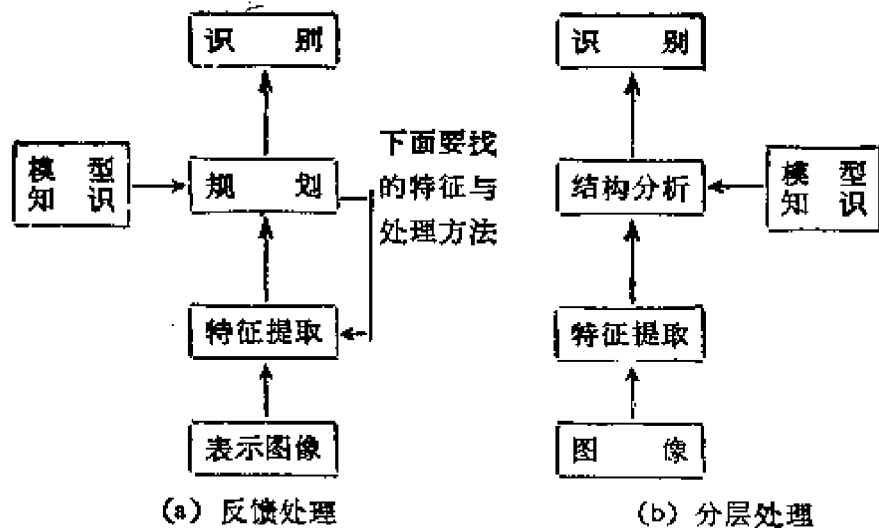 识 别
模 型
知 识
规 划
下面要找
的特征与
处理方法
特征提取
表示图像
(a) 反馈处理
识 别
结构分析
模 型
知 识
特征提取
图 像
(b) 分层处理